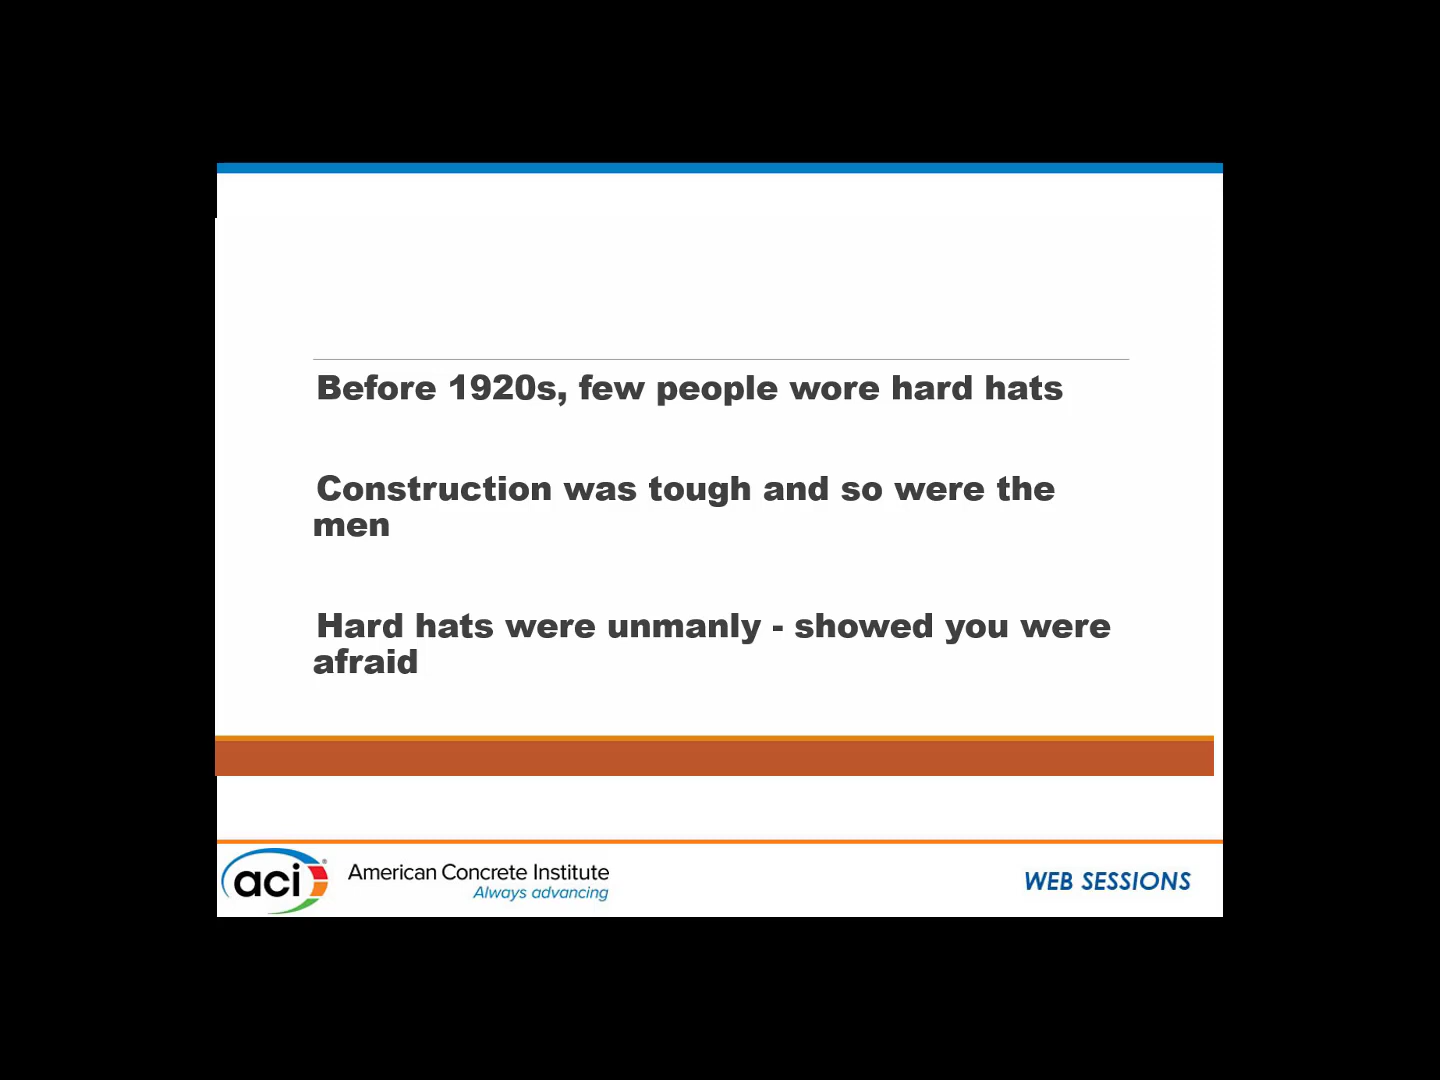 Before 1920s, few people wore hard hats
Construction was tough and so were the
men
Hard hats were unmanly - showed you were
afraid
aci®
American Concrete Institute
Always advancing
WEB SESSIONS